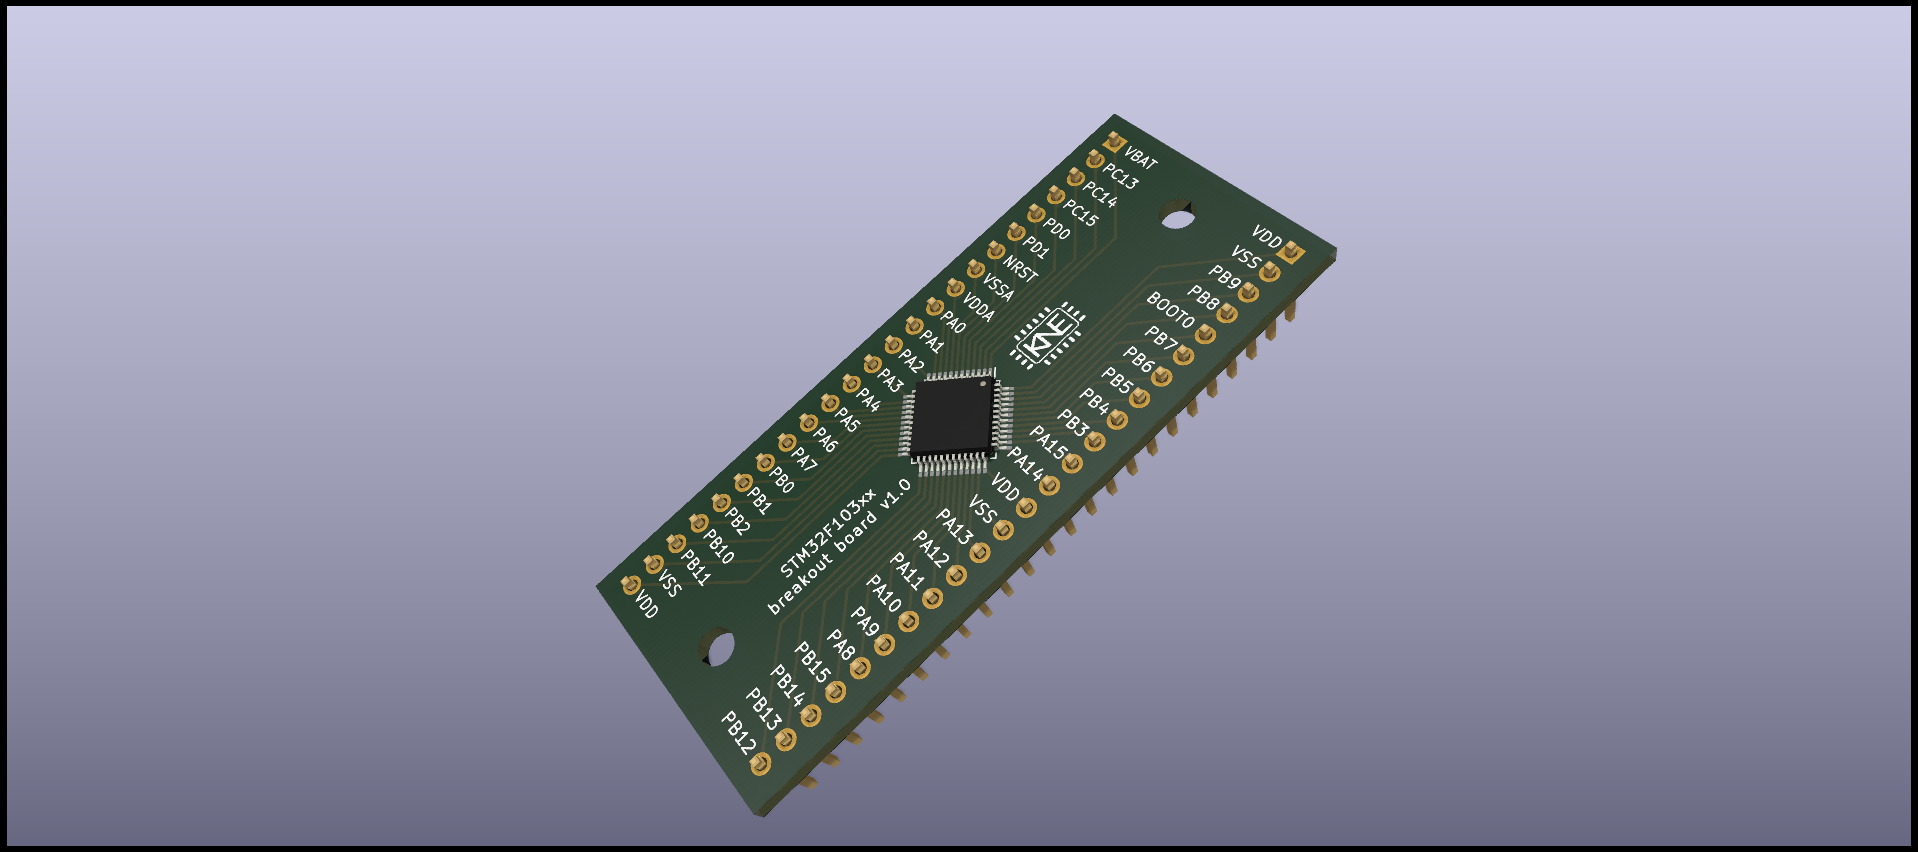 VBAT
PC13
PC14
PC15
PD0
PD1
NRST
VSSA
VDDA
PA0
PA1
PA2
PA3
PA4
PA5
PA6
PA7
PB0
PB1
PB2
PB10
PB11
VSS
VDD
VDD
VSS
PB9
PB8
BOOT0
PB7
PB6
PB5
PB4
PB3
PA15
PA14
VDD
VSS
PA13
PA12
PA11
PA10
PA9
PA8
PB15
PB14
PB13
PB12
KNE
STM32F103xx
breakout board v1.0